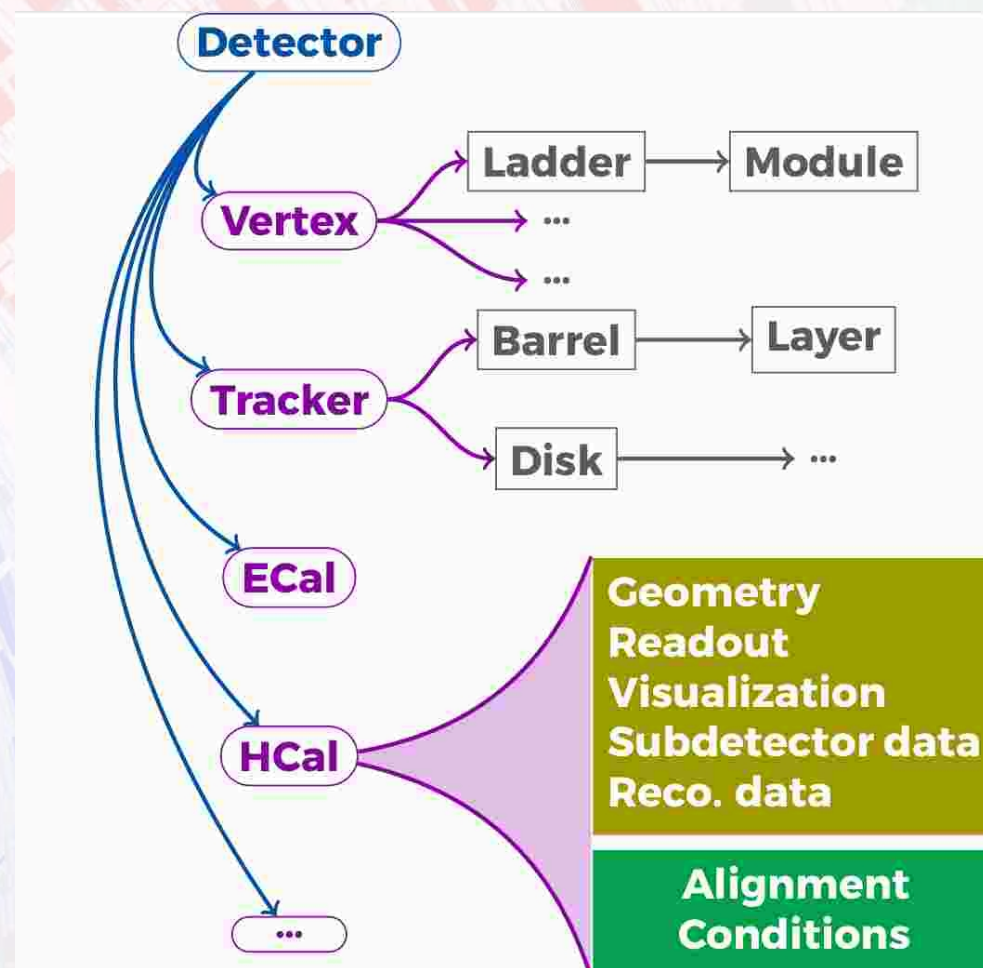 Detector
Ladder
Module
Vertex
...
...
Barrel
Layer
Tracker
Disk
...
ECal
Geometry
Readout
Visualization
Subdetector data
Reco. data
HCal
Alignment
Conditions
...